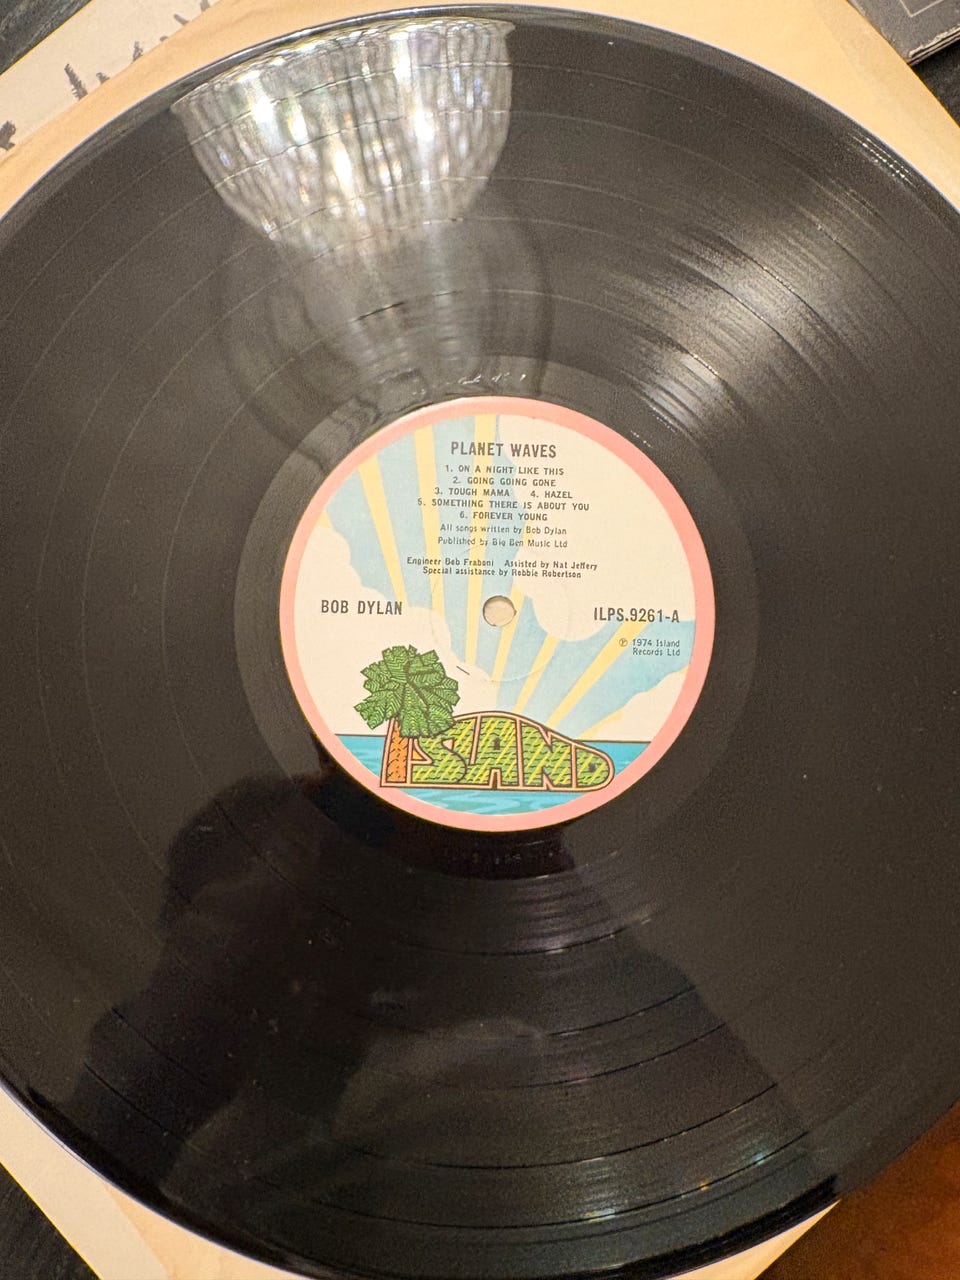 PLANET WAVES
1. ON A NIGHT LIKE THIS
2. GOING GOING GONE
3. TOUGH MAMA 4. HAZEL
5. SOMETHING THERE IS ABOUT YOU
6. FOREVER YOUNG
All songs written by Bob Dylan
Published by Big Ben Music Ltd
Engineer Bob Fraboni Assisted by Nat Jeffery
Special assistance by Robbie Robertson
BOB DYLAN
ILPS.9261-A
℗ 1974 Island
Records Ltd
ISLAND